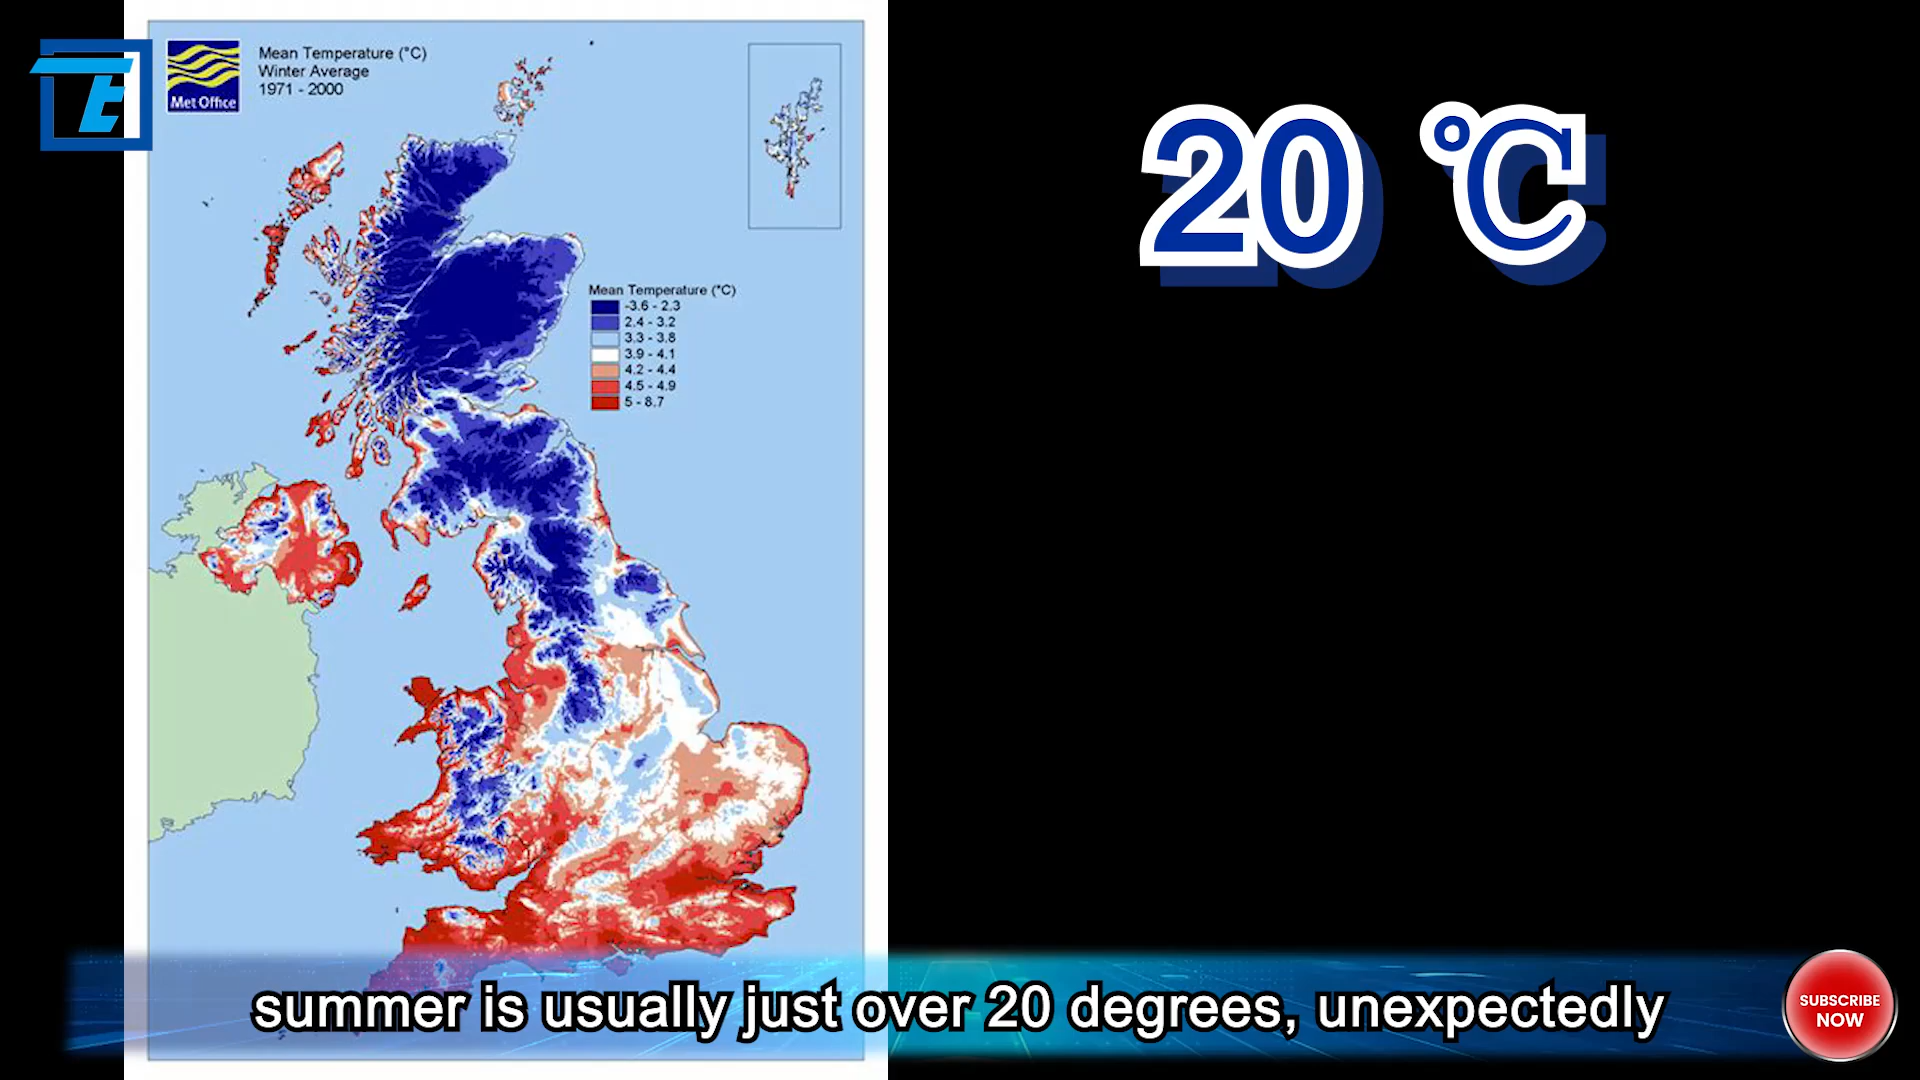 TE
Met Office
Mean Temperature (°C)
Winter Average
1971 - 2000
20 °C
Mean Temperature (°C)
-3.6 - 2.3
2.4 - 3.2
3.3 - 3.8
3.9 - 4.1
4.2 - 4.4
4.5 - 4.9
5 - 8.7
summer is usually just over 20 degrees, unexpectedly
SUBSCRIBE
NOW